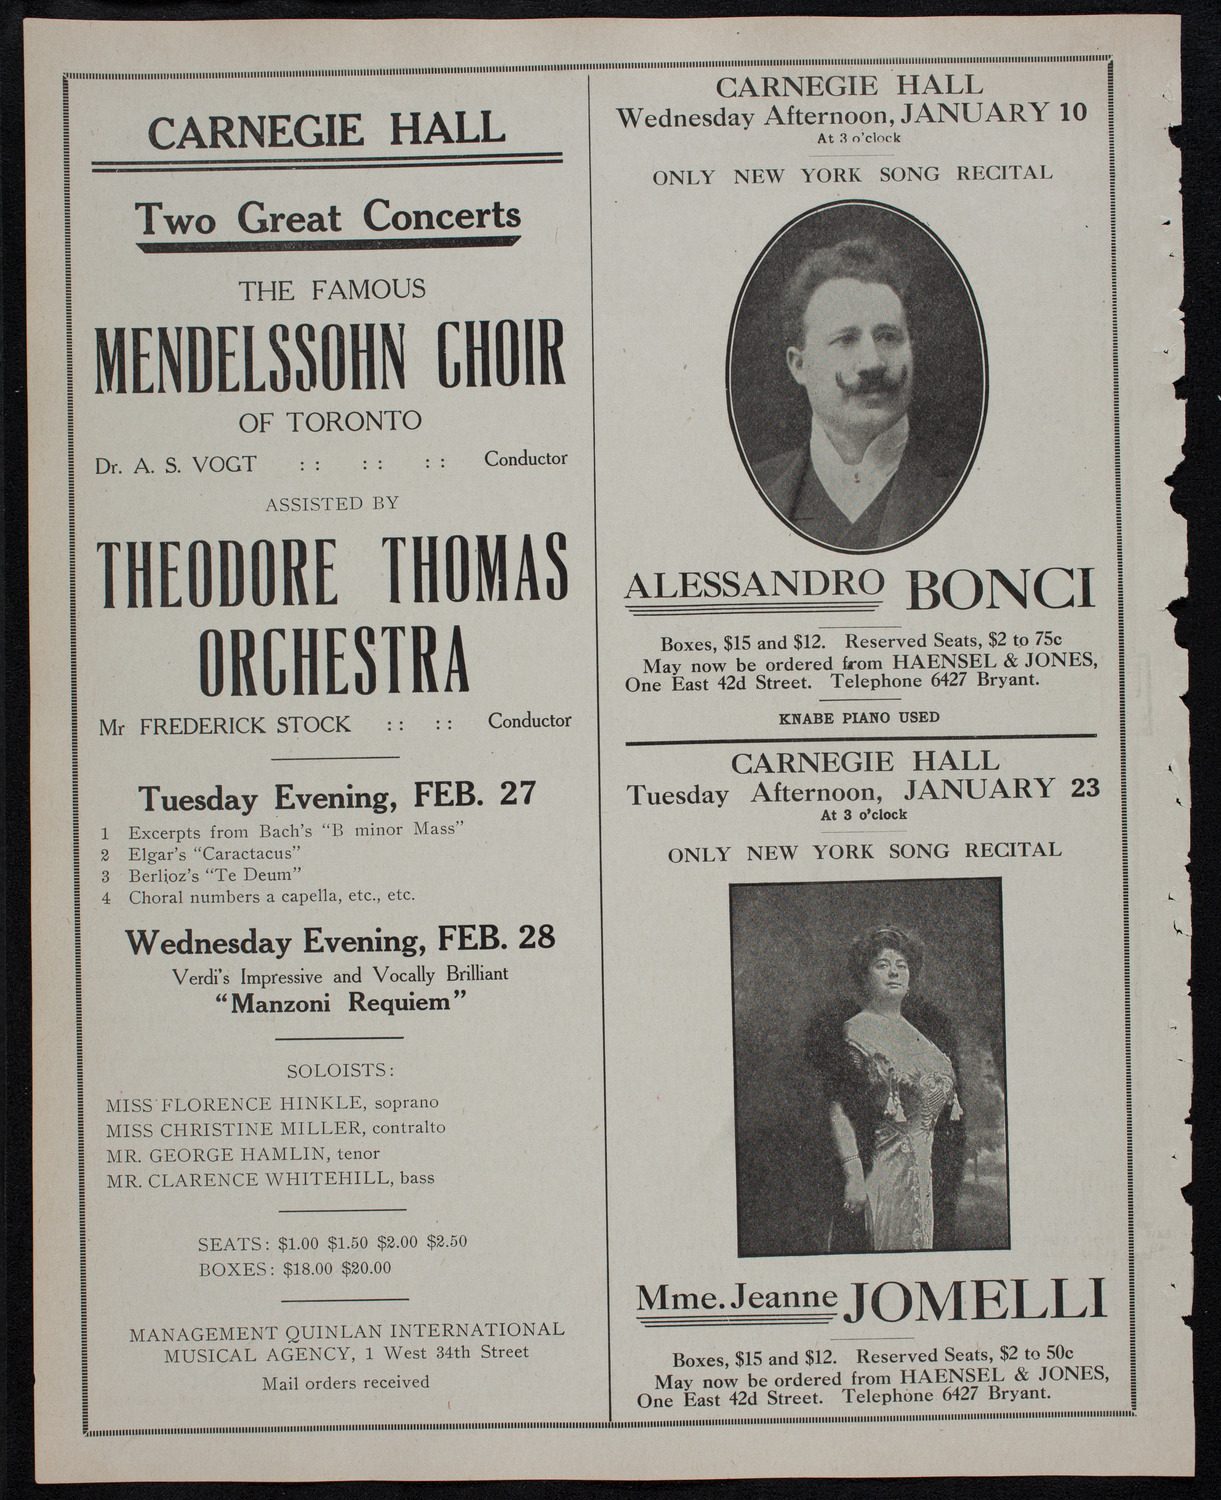 CARNEGIE HALL
Two Great Concerts
THE FAMOUS
MENDELSSOHN CHOIR
OF TORONTO
Dr. A. S. VOGT : : : : : : Conductor
ASSISTED BY
THEODORE THOMAS
ORCHESTRA
Mr FREDERICK STOCK : : : : Conductor
Tuesday Evening, FEB. 27
1 Excerpts from Bach's "B minor Mass"
2 Elgar's "Caractacus"
3 Berlioz's "Te Deum"
4 Choral numbers a capella, etc., etc.
Wednesday Evening, FEB. 28
Verdi's Impressive and Vocally Brilliant
"Manzoni Requiem"
SOLOISTS:
MISS FLORENCE HINKLE, soprano
MISS CHRISTINE MILLER, contralto
MR. GEORGE HAMLIN, tenor
MR. CLARENCE WHITEHILL, bass
SEATS: $1.00 $1.50 $2.00 $2.50
BOXES: $18.00 $20.00
MANAGEMENT QUINLAN INTERNATIONAL
MUSICAL AGENCY, 1 West 34th Street
Mail orders received
CARNEGIE HALL
Wednesday Afternoon, JANUARY 10
At 3 o'clock
ONLY NEW YORK SONG RECITAL
ALESSANDRO BONCI
Boxes, $15 and $12. Reserved Seats, $2 to 75c
May now be ordered from HAENSEL & JONES,
One East 42d Street. Telephone 6427 Bryant.
KNABE PIANO USED
CARNEGIE HALL
Tuesday Afternoon, JANUARY 23
At 3 o'clock
ONLY NEW YORK SONG RECITAL
Mme. Jeanne JOMELLI
Boxes, $15 and $12. Reserved Seats, $2 to 50c
May now be ordered from HAENSEL & JONES,
One East 42d Street. Telephone 6427 Bryant.